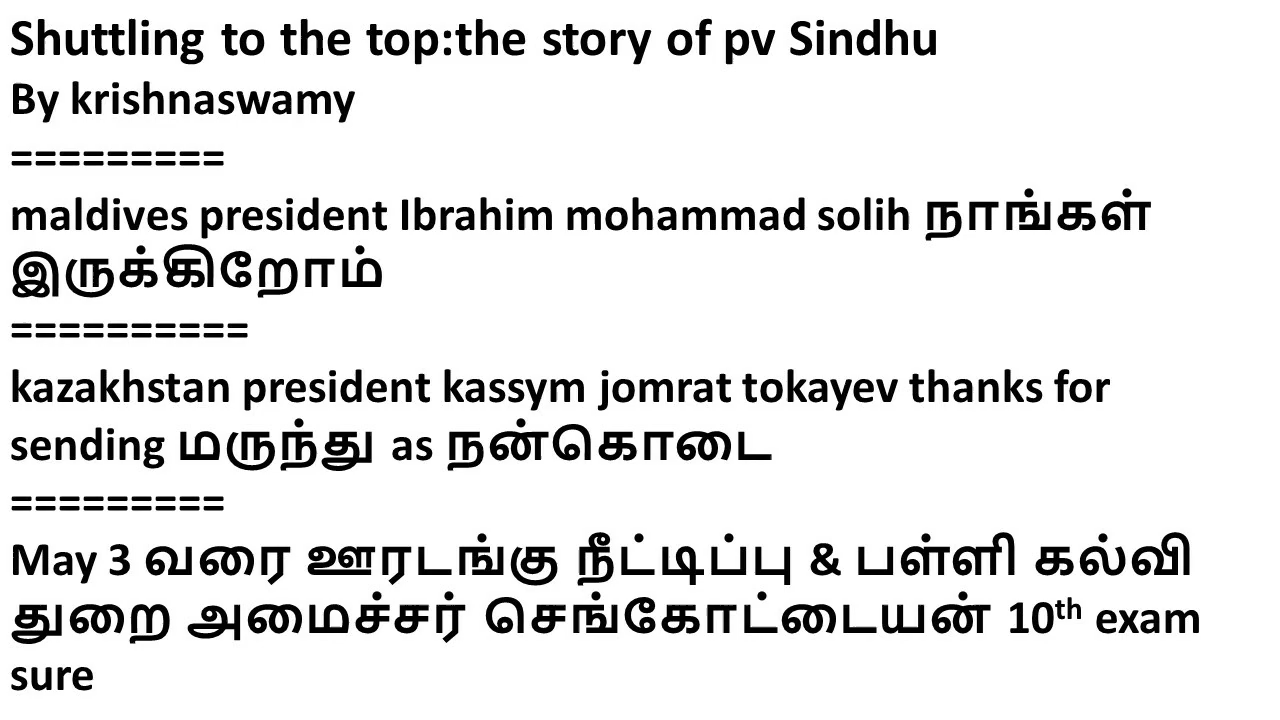 Shuttling to the top:the story of pv Sindhu
By krishnaswamy
=========
maldives president Ibrahim mohammad solih நாங்கள்
இருக்கிறோம்
==========
kazakhstan president kassym jomrat tokayev thanks for
sending மருந்து as நன்கொடை
=========
May 3 வரை ஊரடங்கு நீட்டிப்பு & பள்ளி கல்வி
துறை அமைச்சர் செங்கோட்டையன் 10th exam
sure